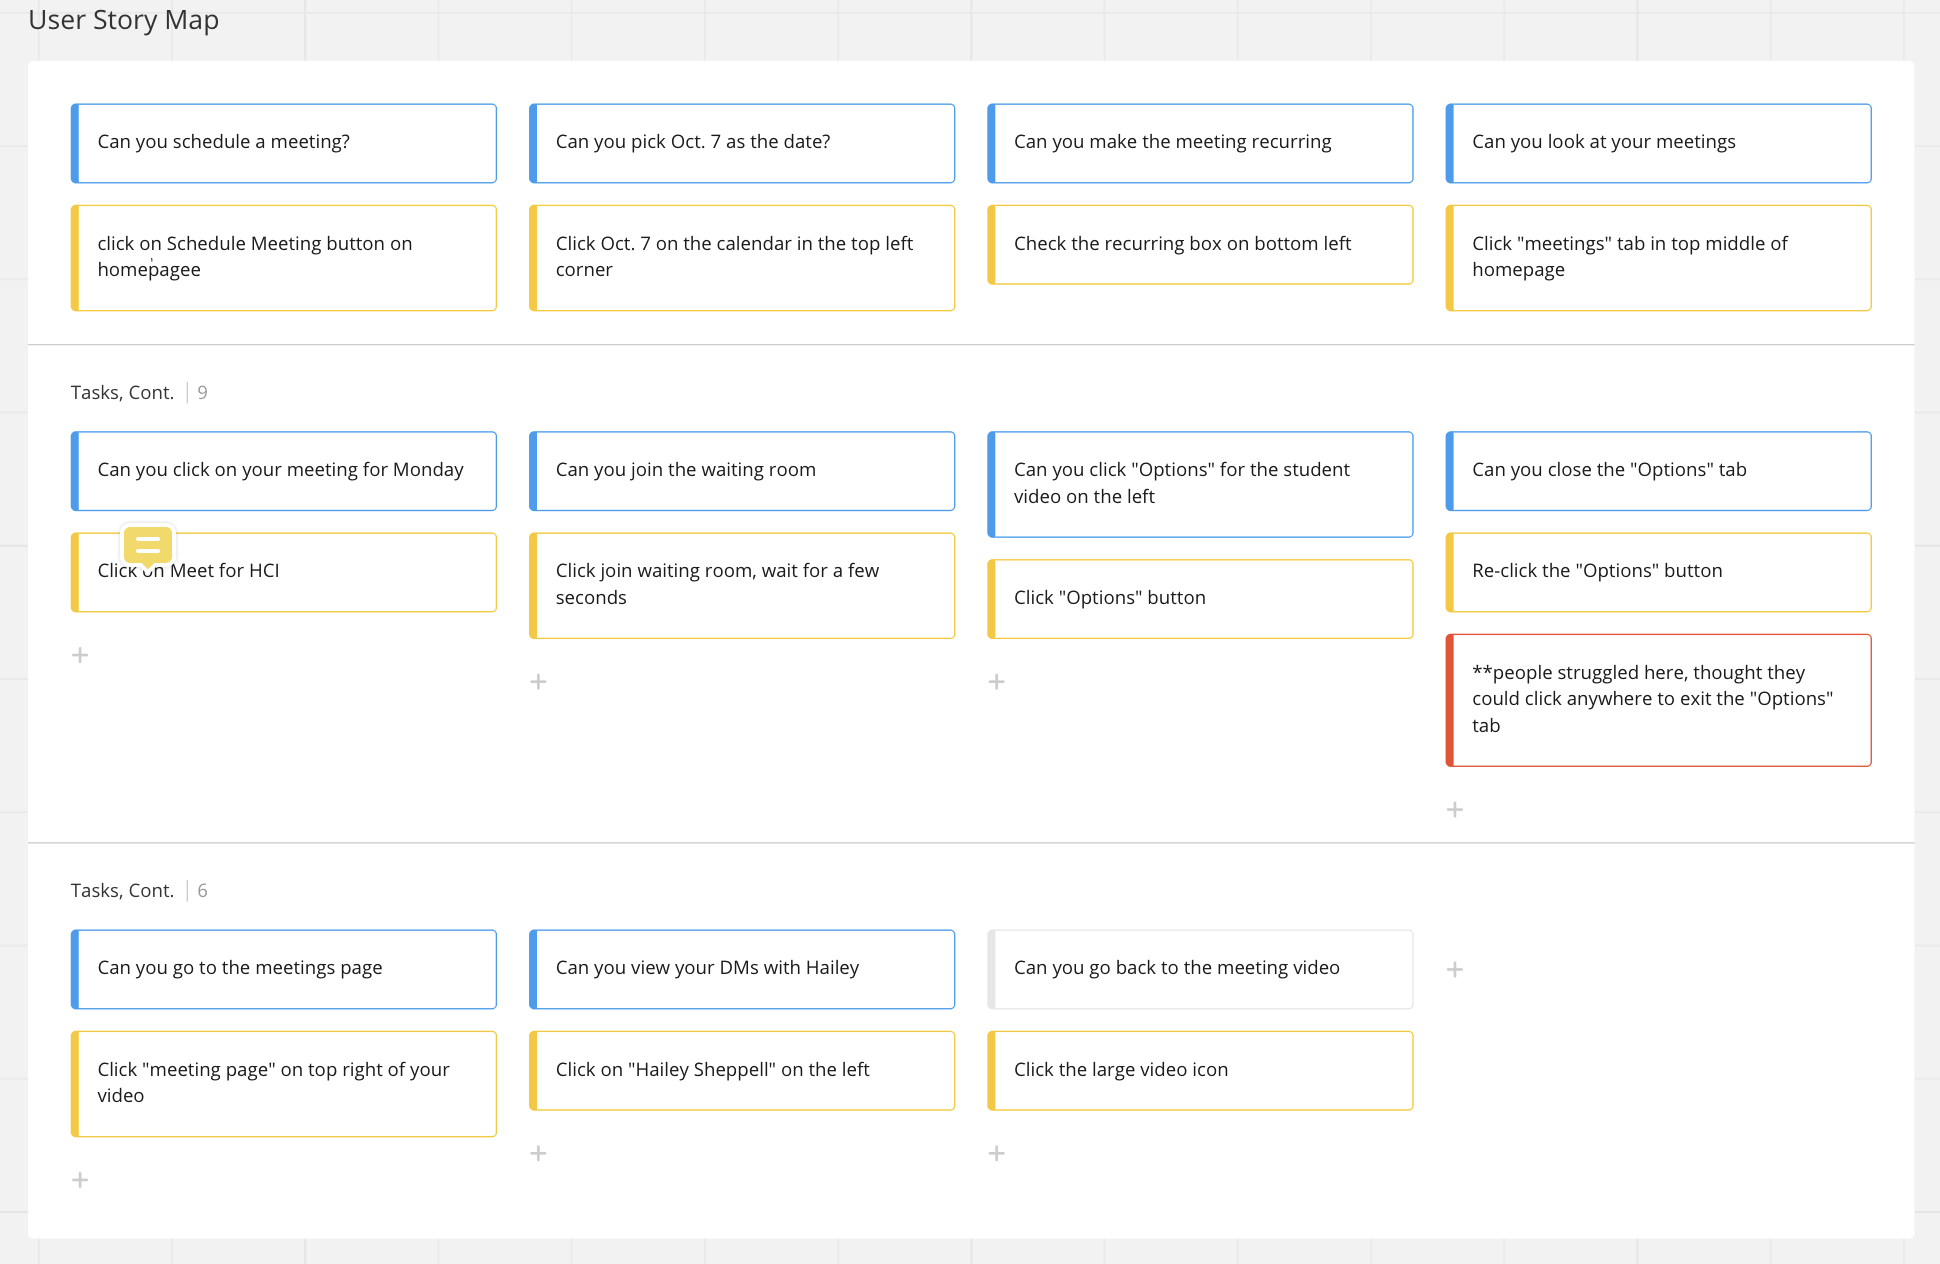 User Story Map
Can you schedule a meeting?
Can you pick Oct. 7 as the date?
Can you make the meeting recurring
Can you look at your meetings
click on Schedule Meeting button on
homepagee
Click Oct. 7 on the calendar in the top left
corner
Check the recurring box on bottom left
Click "meetings" tab in top middle of
homepage
Tasks, Cont. | 9
Can you click on your meeting for Monday
Can you join the waiting room
Can you click "Options" for the student
video on the left
Can you close the "Options" tab
Click on Meet for HCI
Click join waiting room, wait for a few
seconds
Click "Options" button
Re-click the "Options" button
**people struggled here, thought they
could click anywhere to exit the "Options"
tab
Tasks, Cont. | 6
Can you go to the meetings page
Can you view your DMs with Hailey
Can you go back to the meeting video
Click "meeting page" on top right of your
video
Click on "Hailey Sheppell" on the left
Click the large video icon